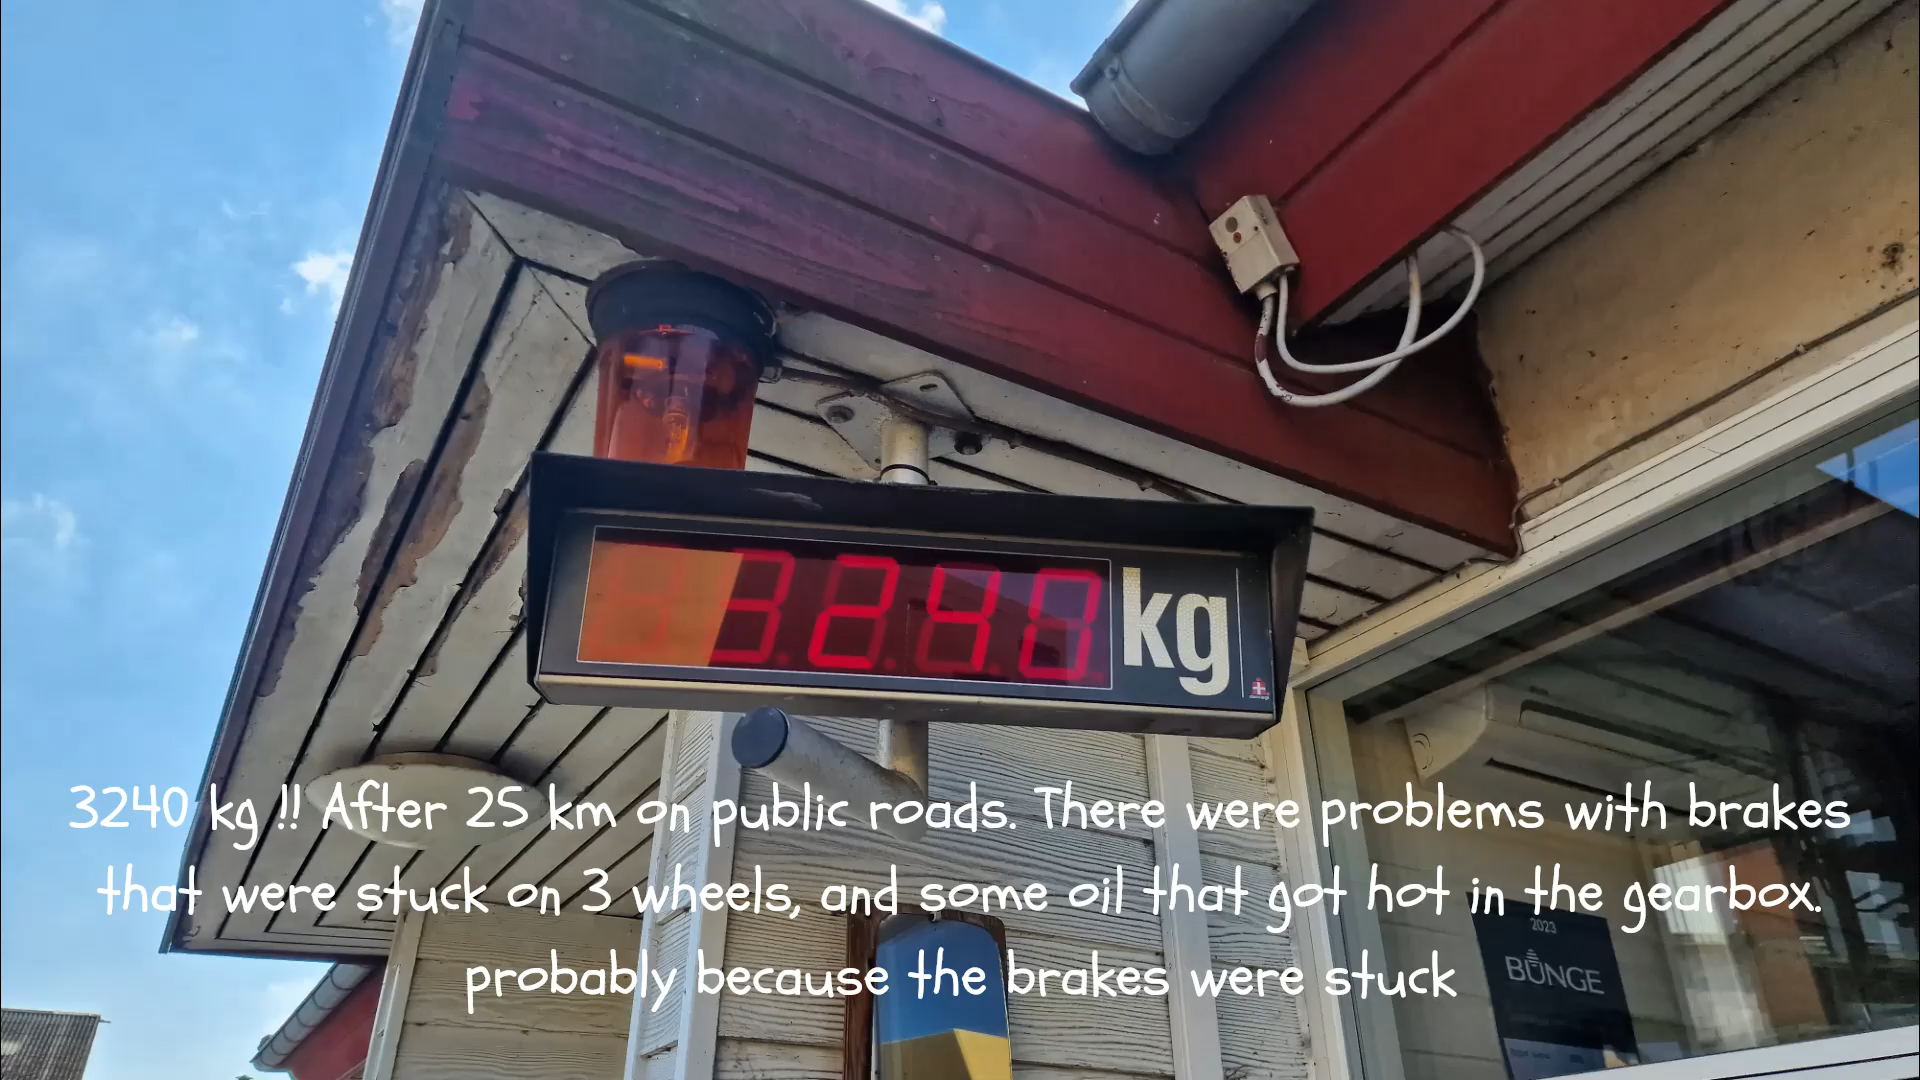 3240 kg
3240 kg !! After 25 km on public roads. There were problems with brakes
that were stuck on 3 wheels, and some oil that got hot in the gearbox.
probably because the brakes were stuck
2023
BUNGE